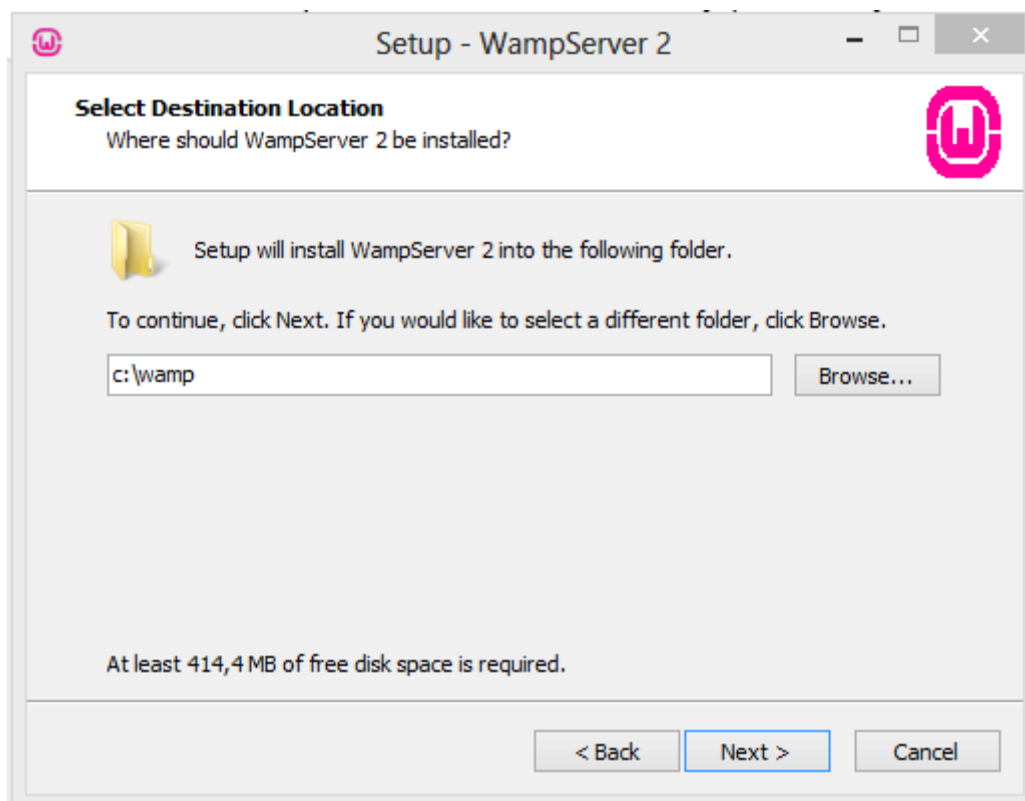 Setup - WampServer 2
Select Destination Location
Where should WampServer 2 be installed?
Setup will install WampServer 2 into the following folder.
To continue, click Next. If you would like to select a different folder, click Browse.
c:\wamp
Browse...
At least 414,4 MB of free disk space is required.
< Back
Next >
Cancel